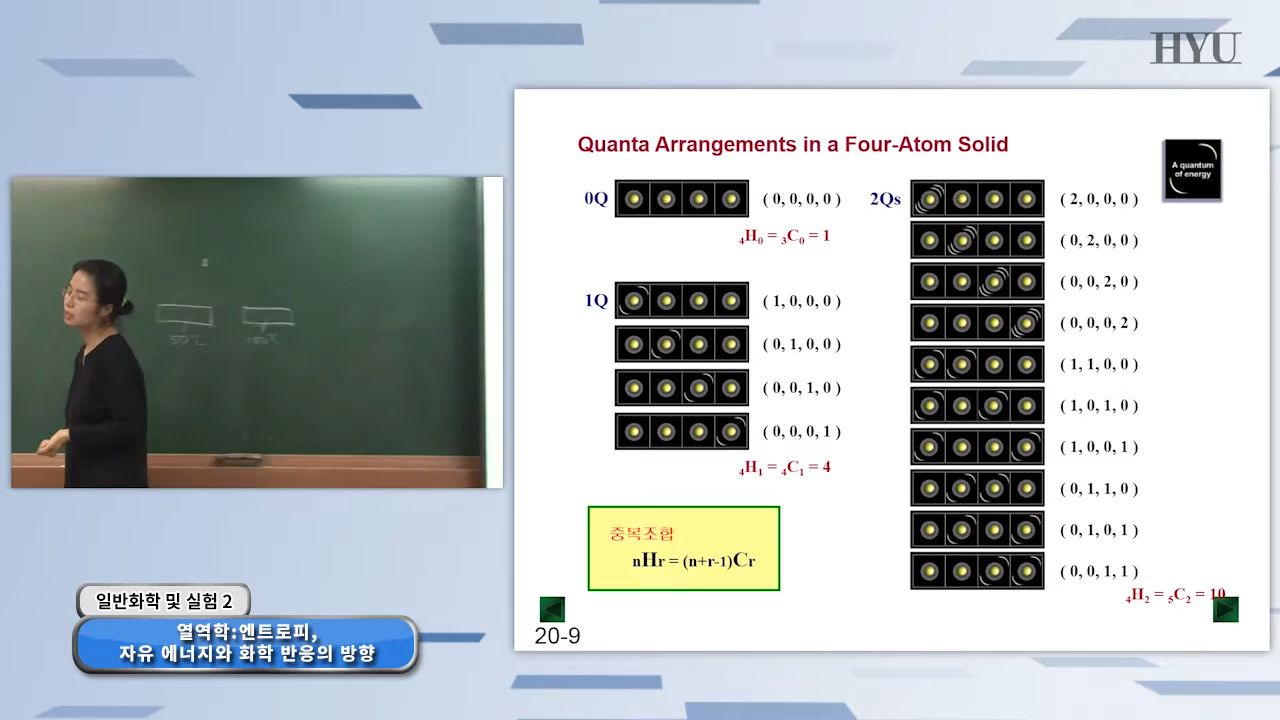 HYU
Quanta Arrangements in a Four-Atom Solid
A quantum
of energy
0Q
( 0, 0, 0, 0 )
₄H₀ = ₃C₀ = 1
1Q
( 1, 0, 0, 0 )
( 0, 1, 0, 0 )
( 0, 0, 1, 0 )
( 0, 0, 0, 1 )
₄H₁ = ₄C₁ = 4
중복조합
nHr = (n+r-1)Cr
2Qs
( 2, 0, 0, 0 )
( 0, 2, 0, 0 )
( 0, 0, 2, 0 )
( 0, 0, 0, 2 )
( 1, 1, 0, 0 )
( 1, 0, 1, 0 )
( 1, 0, 0, 1 )
( 0, 1, 1, 0 )
( 0, 1, 0, 1 )
( 0, 0, 1, 1 )
₄H₂ = ₅C₂ = 10
20-9
일반화학 및 실험 2
열역학:엔트로피,
자유 에너지와 화학 반응의 방향